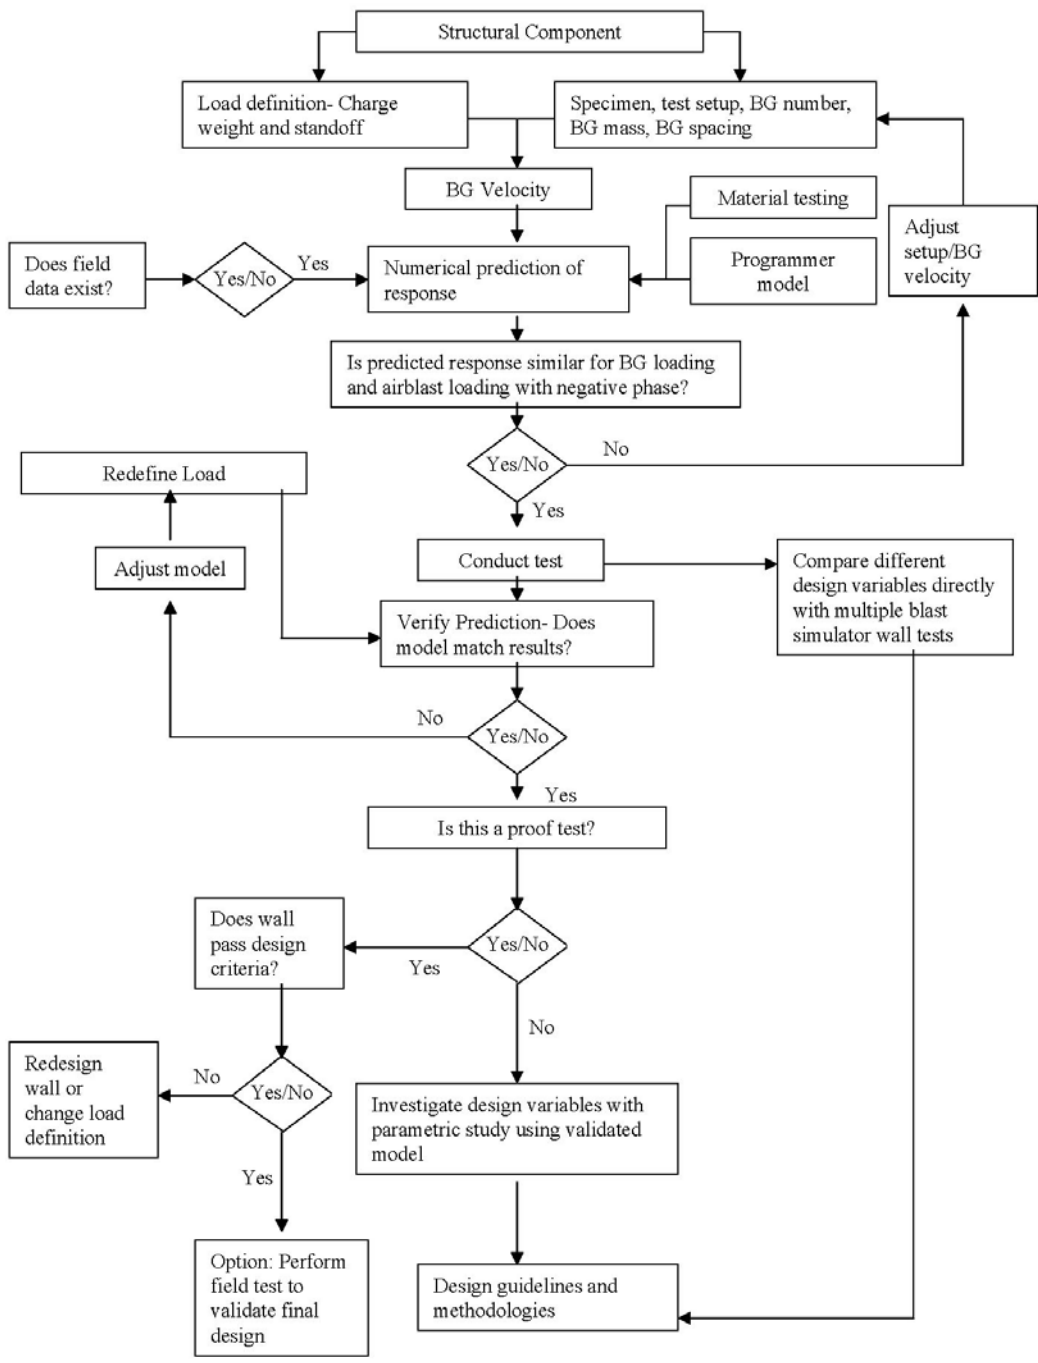 Structural Component
Load definition- Charge
weight and standoff
Specimen, test setup, BG number,
BG mass, BG spacing
BG Velocity
Material testing
Programmer
model
Adjust
setup/BG
velocity
Does field
data exist?
Yes/No
Yes
Numerical prediction of
response
Is predicted response similar for BG loading
and airblast loading with negative phase?
Yes/No
No
Yes
Redefine Load
Adjust model
Conduct test
Compare different
design variables directly
with multiple blast
simulator wall tests
Verify Prediction- Does
model match results?
No
Yes/No
Yes
Is this a proof test?
Does wall
pass design
criteria?
Yes
Yes/No
No
Redesign
wall or
change load
definition
No
Yes/No
Yes
Investigate design variables with
parametric study using validated
model
Option: Perform
field test to
validate final
design
Design guidelines and
methodologies